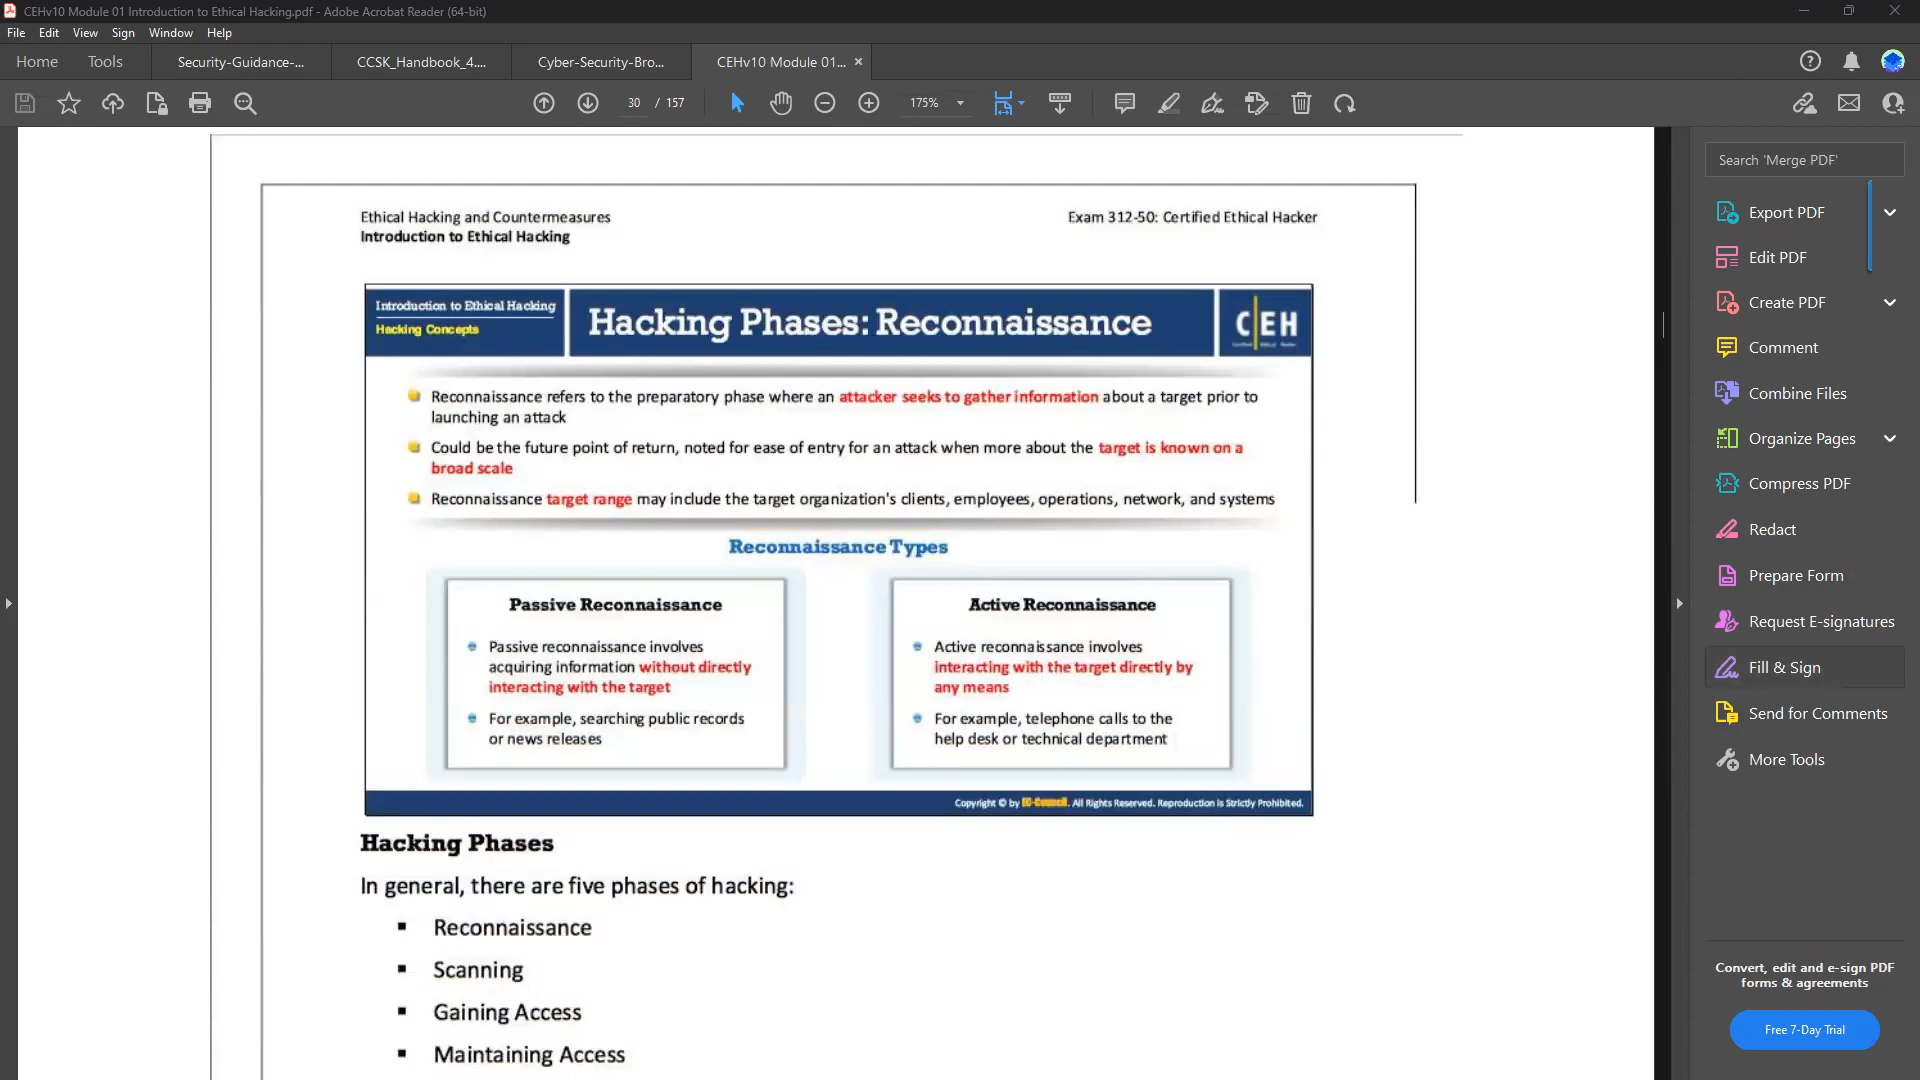 CEHv10 Module 01 Introduction to Ethical Hacking.pdf - Adobe Acrobat Reader (64-bit)
File Edit View Sign Window Help
Home Tools Security-Guidance-... CCSK_Handbook_4.... Cyber-Security-Bro... CEHv10 Module 01... ×
30 / 157 175%
Search 'Merge PDF'
Export PDF
Edit PDF
Create PDF
Comment
Combine Files
Organize Pages
Compress PDF
Redact
Prepare Form
Request E-signatures
Fill & Sign
Send for Comments
More Tools
Convert, edit and e-sign PDF
forms & agreements
Free 7-Day Trial
Ethical Hacking and Countermeasures Exam 312-50: Certified Ethical Hacker
Introduction to Ethical Hacking
Introduction to Ethical Hacking
Hacking Concepts
Hacking Phases: Reconnaissance
C|EH
Reconnaissance refers to the preparatory phase where an attacker seeks to gather information about a target prior to
launching an attack
Could be the future point of return, noted for ease of entry for an attack when more about the target is known on a
broad scale
Reconnaissance target range may include the target organization's clients, employees, operations, network, and systems
Reconnaissance Types
Passive Reconnaissance
Passive reconnaissance involves
acquiring information without directly
interacting with the target
For example, searching public records
or news releases
Active Reconnaissance
Active reconnaissance involves
interacting with the target directly by
any means
For example, telephone calls to the
help desk or technical department
Copyright © by EC-Council. All Rights Reserved. Reproduction is Strictly Prohibited.
Hacking Phases
In general, there are five phases of hacking:
▪ Reconnaissance
▪ Scanning
▪ Gaining Access
▪ Maintaining Access